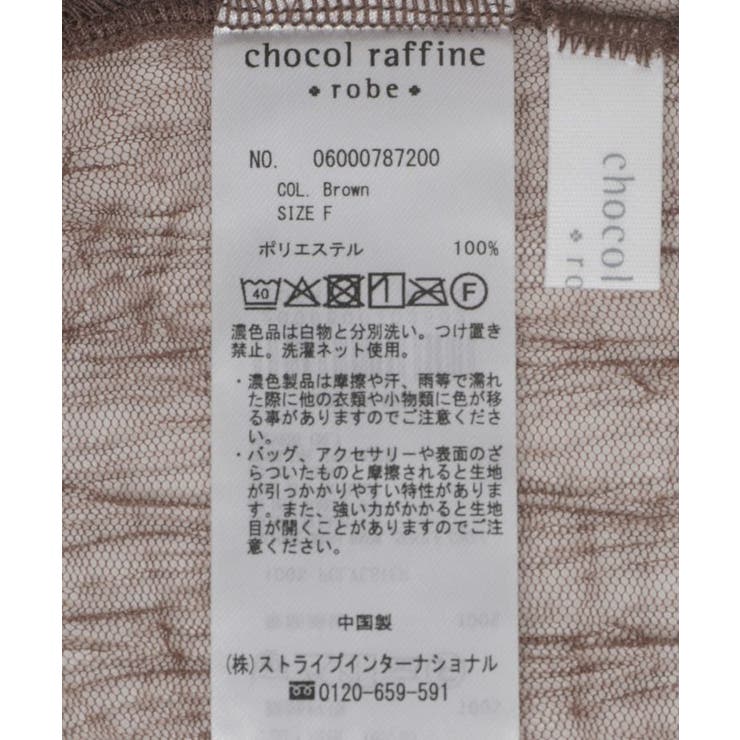 chocol raffine
robe
NO. 06000787200
COL. Brown
SIZE F
ポリエステル 100%
40
F
濃色品は白物と分別洗い。つけ置き
禁止。洗濯ネット使用。
・濃色製品は摩擦や汗、雨等で濡れ
た際に他の衣類や小物類に色が移
る事がありますのでご注意くださ
い。
・バッグ、アクセサリーや表面のざ
らついたものと摩擦されると生地
が引っかかりやすい特性がありま
す。また、強い力がかかると生地
目が開くことがありますのでご注
意ください。
中国製
(株)ストライプインターナショナル
0120-659-591
chocol
ro